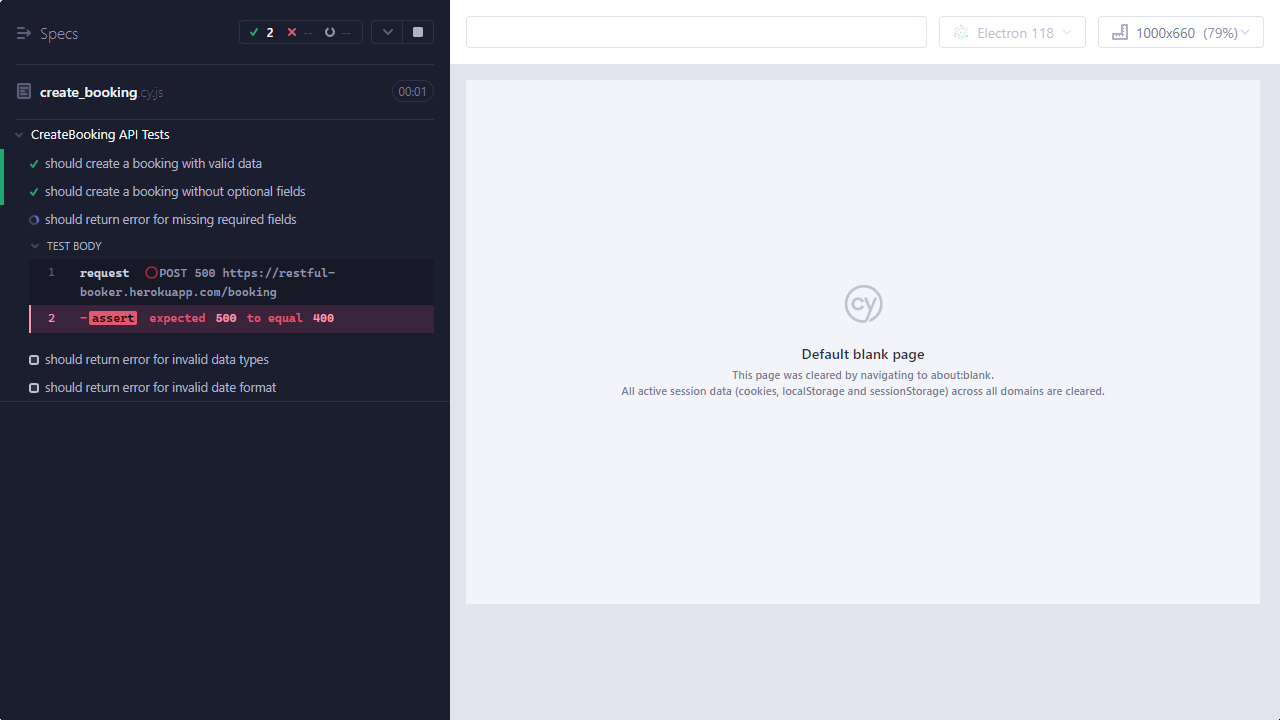 Specs
2 -- --
create_booking cy.js 00:01
CreateBooking API Tests
should create a booking with valid data
should create a booking without optional fields
should return error for missing required fields
TEST BODY
1 request POST 500 https://restful-
booker.herokuapp.com/booking
2 -assert expected 500 to equal 400
should return error for invalid data types
should return error for invalid date format
Electron 118
1000x660 (79%)
cy
Default blank page
This page was cleared by navigating to about:blank.
All active session data (cookies, localStorage and sessionStorage) across all domains are cleared.